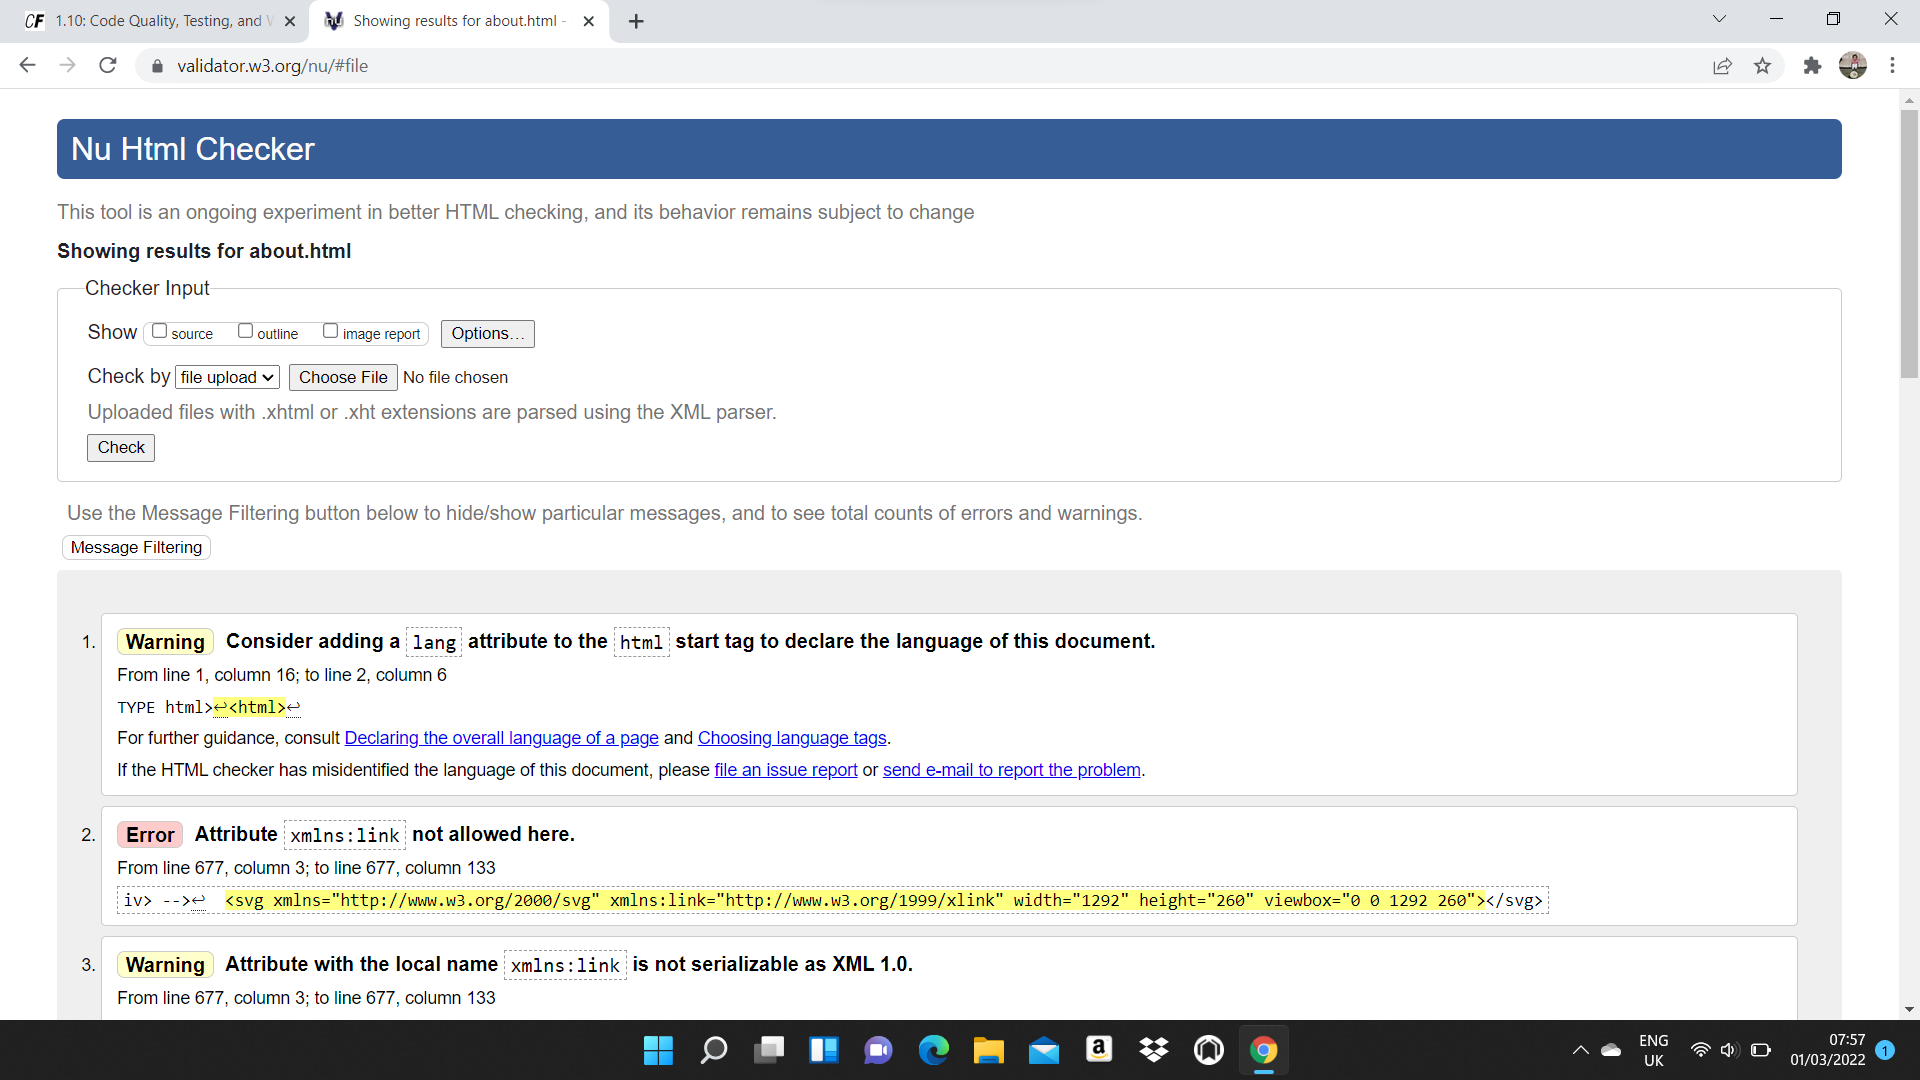 CF 1.10: Code Quality, Testing, and
nu Showing results for about.html -
validator.w3.org/nu/#file
Nu Html Checker
This tool is an ongoing experiment in better HTML checking, and its behavior remains subject to change
Showing results for about.html
Checker Input
Show source outline image report Options...
Check by file upload Choose File No file chosen
Uploaded files with .xhtml or .xht extensions are parsed using the XML parser.
Check
Use the Message Filtering button below to hide/show particular messages, and to see total counts of errors and warnings.
Message Filtering
1. Warning Consider adding a lang attribute to the html start tag to declare the language of this document.
From line 1, column 16; to line 2, column 6
TYPE html>↩<html>↩
For further guidance, consult Declaring the overall language of a page and Choosing language tags.
If the HTML checker has misidentified the language of this document, please file an issue report or send e-mail to report the problem.
2. Error Attribute xmlns:link not allowed here.
From line 677, column 3; to line 677, column 133
iv> -->↩ <svg xmlns="http://www.w3.org/2000/svg" xmlns:link="http://www.w3.org/1999/xlink" width="1292" height="260" viewbox="0 0 1292 260"></svg>
3. Warning Attribute with the local name xmlns:link is not serializable as XML 1.0.
From line 677, column 3; to line 677, column 133
a
ENG
UK
07:57
01/03/2022
1